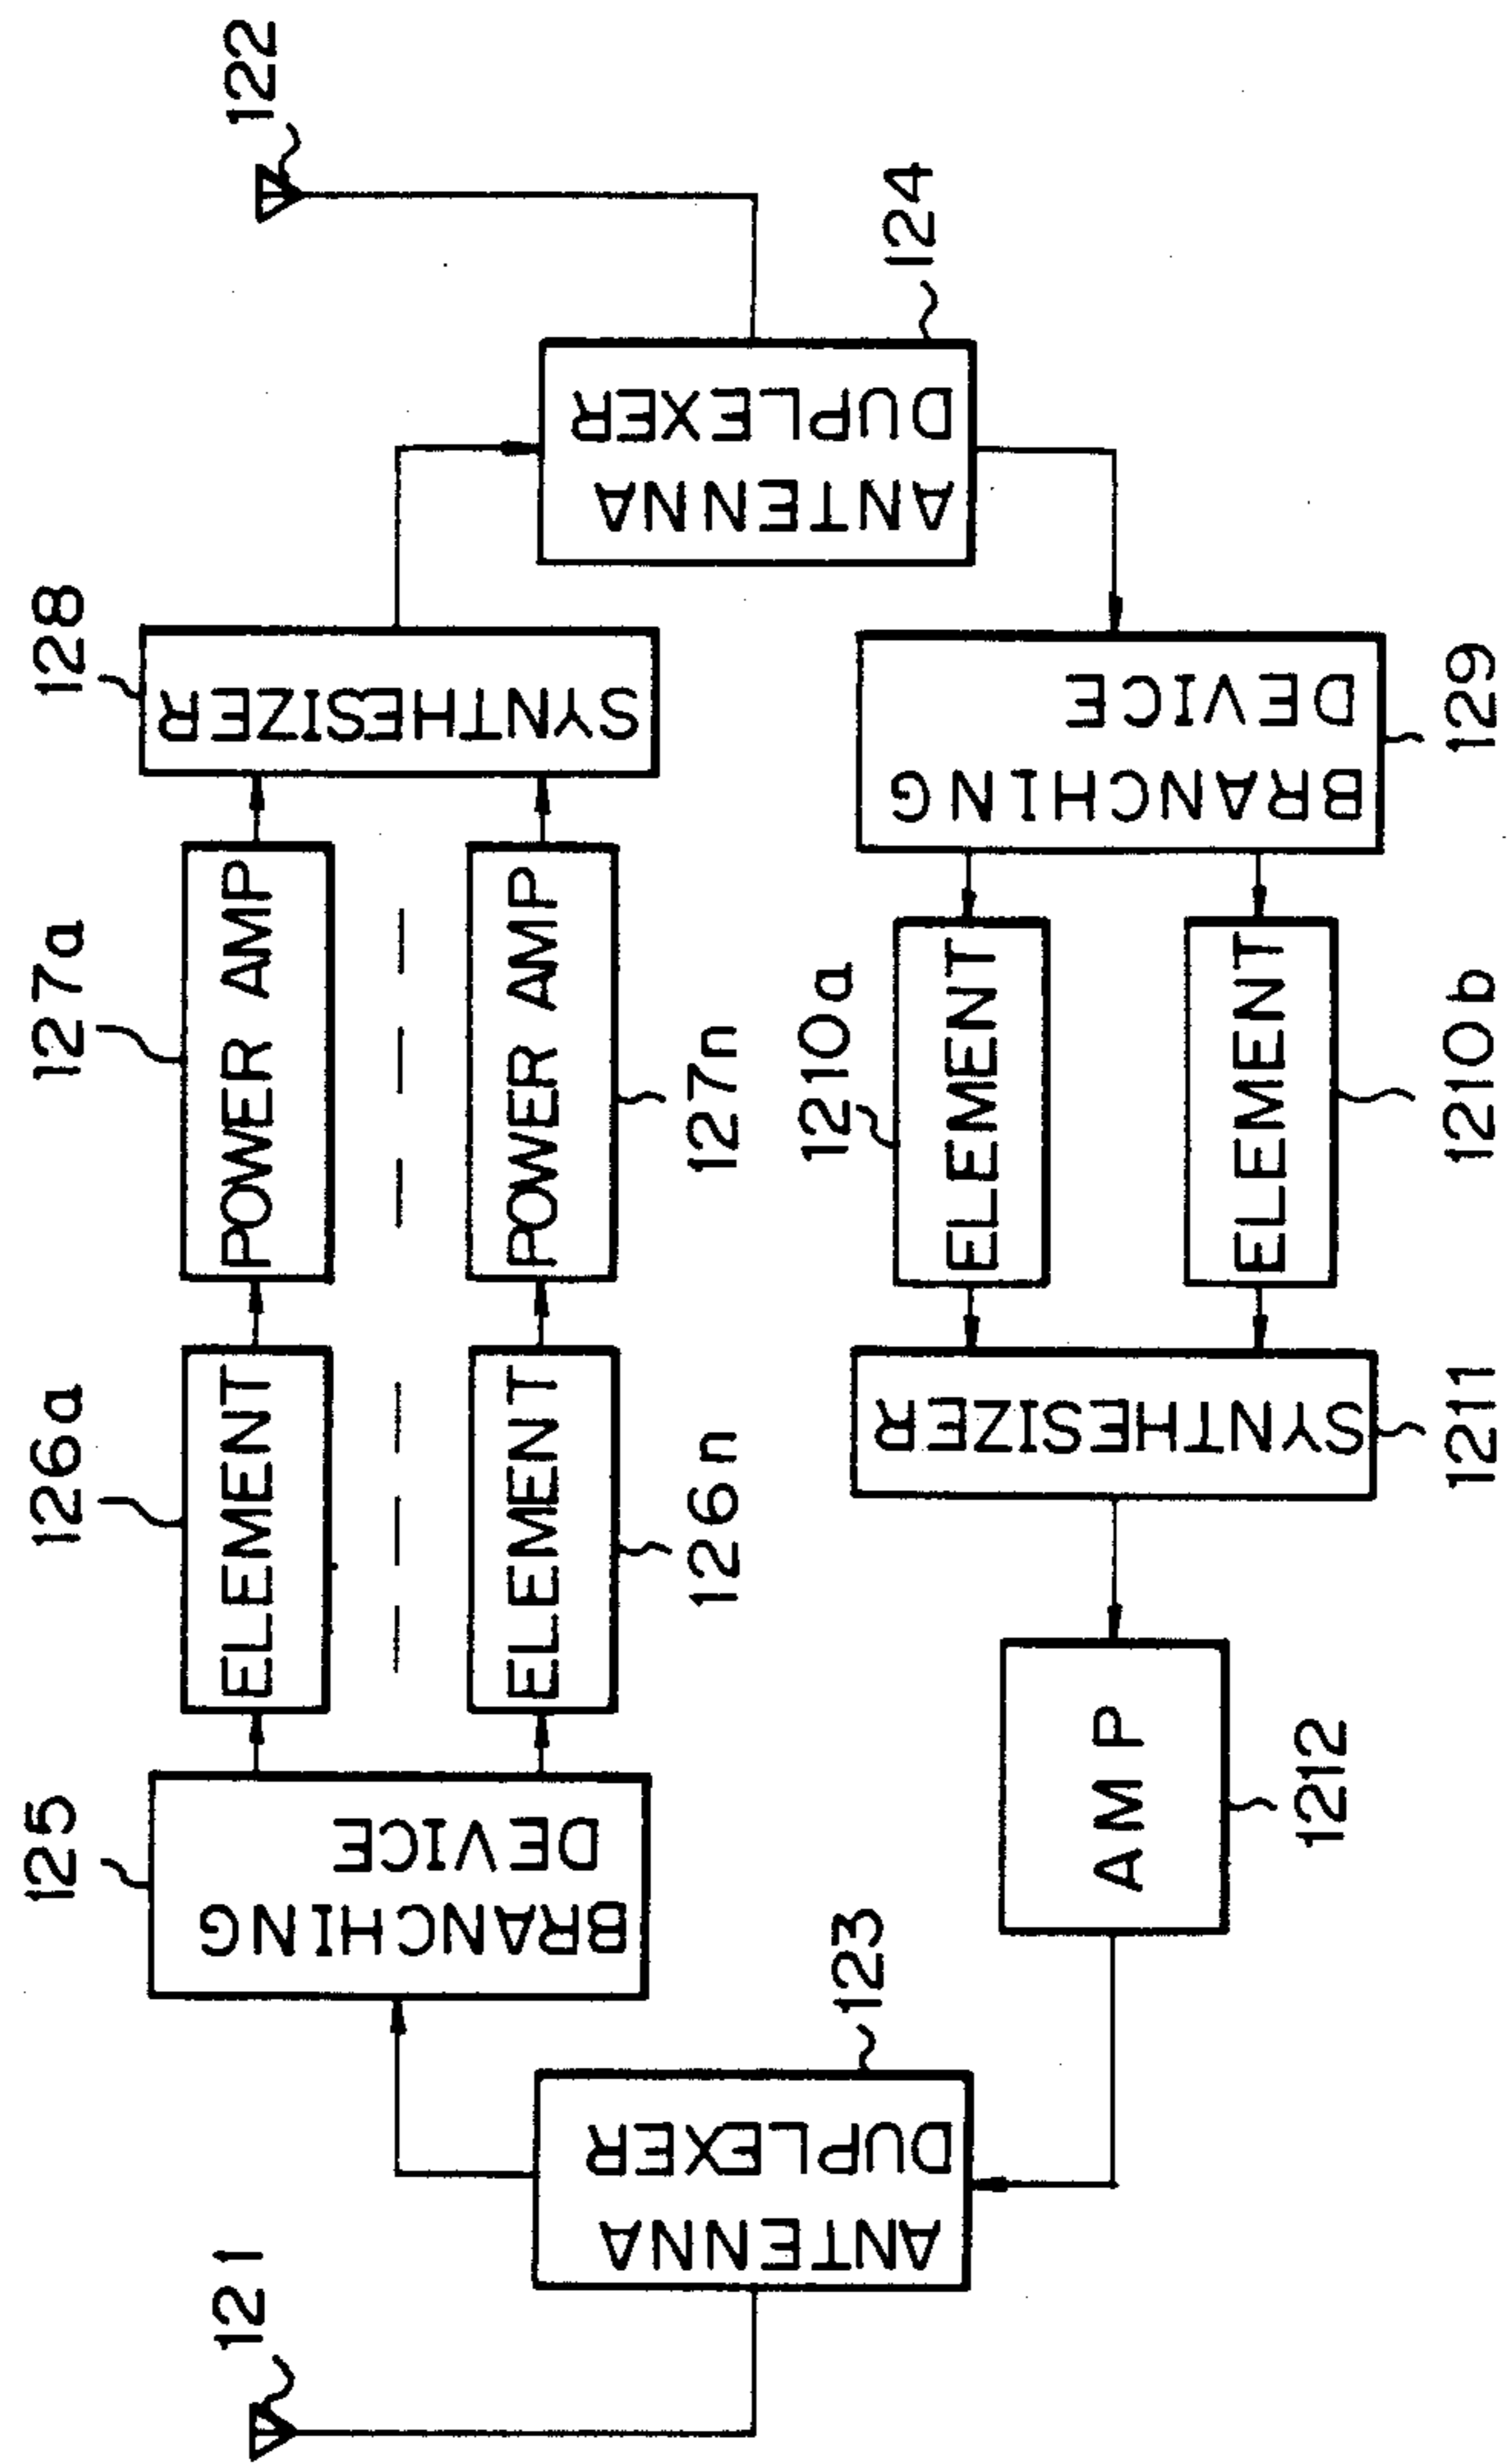 128
122
127a
SYNTHESIZER
126a
POWER AMP
125
ELEMENT
BRANCHING
DEVICE
POWER AMP
ELEMENT
127n
126n
121
ANTENNA
DUPLEXER
123
ANTENNA
DUPLEXER
124
1210a
ELEMENT
BRANCHING
DEVICE
SYNTHESIZER
AMP
ELEMENT
1212
1211
1210b
129